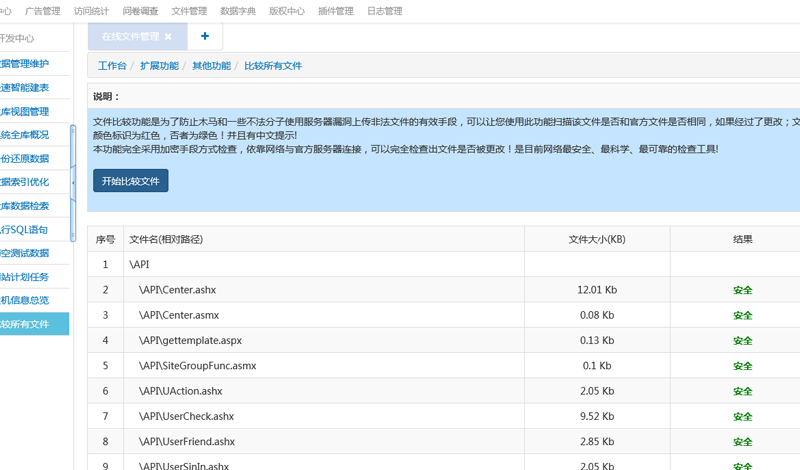 中心 广告管理 访问统计 问卷调查 文件管理 数据字典 版权中心 插件管理 日志管理
开发中心
在线文件管理 × +
据管理维护
工作台 / 扩展功能 / 其他功能 / 比较所有文件
速智能建表
说明：
库视图管理
文件比较功能是为了防止木马和一些不法分子使用服务器漏洞上传非法文件的有效手段，可以让您使用此功能扫描该文件是否和官方文件是否相同，如果经过了更改；文
颜色标识为红色，否者为绿色！并且有中文提示!
统全库概况
本功能完全采用加密手段方式检查，依靠网络与官方服务器连接，可以完全检查出文件是否被更改！是目前网络最安全、最科学、最可靠的检查工具!
份还原数据
开始比较文件
据索引优化
库数据检索
行SQL语句
序号 文件名(相对路径) 文件大小(KB) 结果
空测试数据
1 \API
站计划任务
2 \API\Center.ashx 12.01 Kb 安全
机信息总览
3 \API\Center.asmx 0.08 Kb 安全
比较所有文件
4 \API\gettemplate.aspx 0.13 Kb 安全
5 \API\SiteGroupFunc.asmx 0.1 Kb 安全
6 \API\UAction.ashx 2.05 Kb 安全
7 \API\UserCheck.ashx 9.52 Kb 安全
8 \API\UserFriend.ashx 2.85 Kb 安全
9 \API\UserSinIn.ashx 2.05 Kb 安全